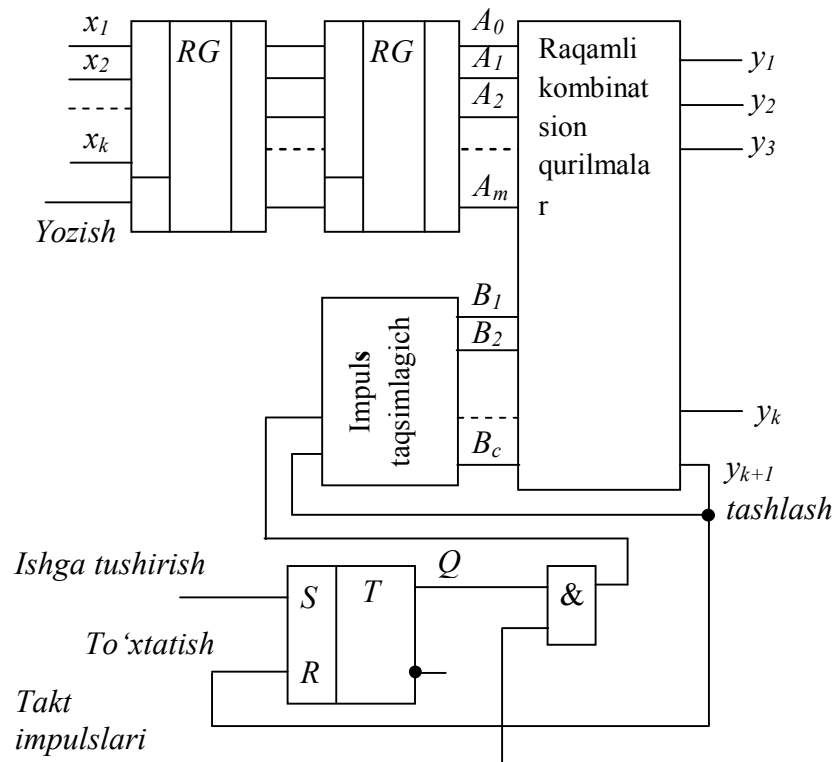 x1
x2
xk
Yozish
RG
RG
A0
A1
A2
Am
Raqamli
kombinat
sion
qurilmala
r
y1
y2
y3
yk
yk+1
tashlash
Impuls
taqsimlagich
B1
B2
Bc
Ishga tushirish
To‘xtatish
Takt
impulslari
S
T
R
Q
&